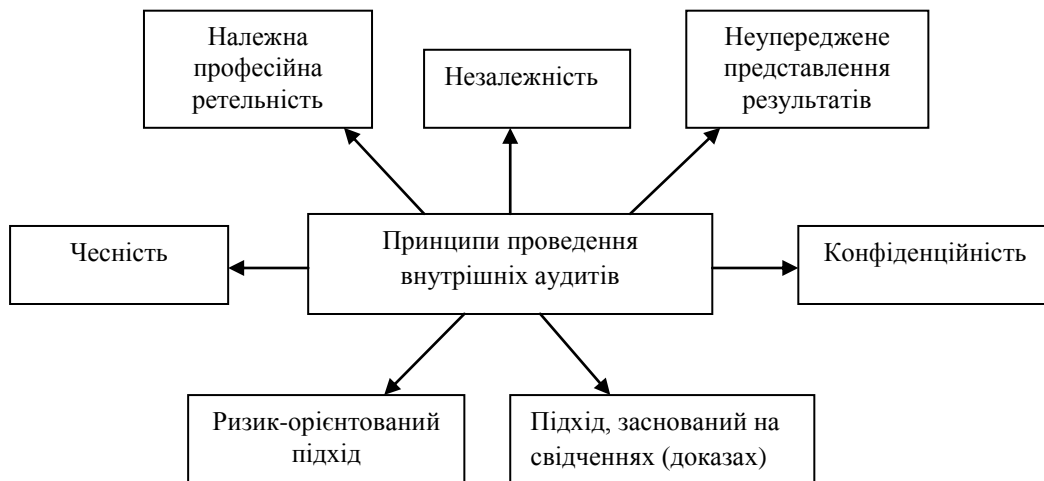 Належна
професійна
ретельність
Незалежність
Неупереджене
представлення
результатів
Чесність
Принципи проведення
внутрішніх аудитів
Конфіденційність
Ризик-орієнтований
підхід
Підхід, заснований на
свідченнях (доказах)